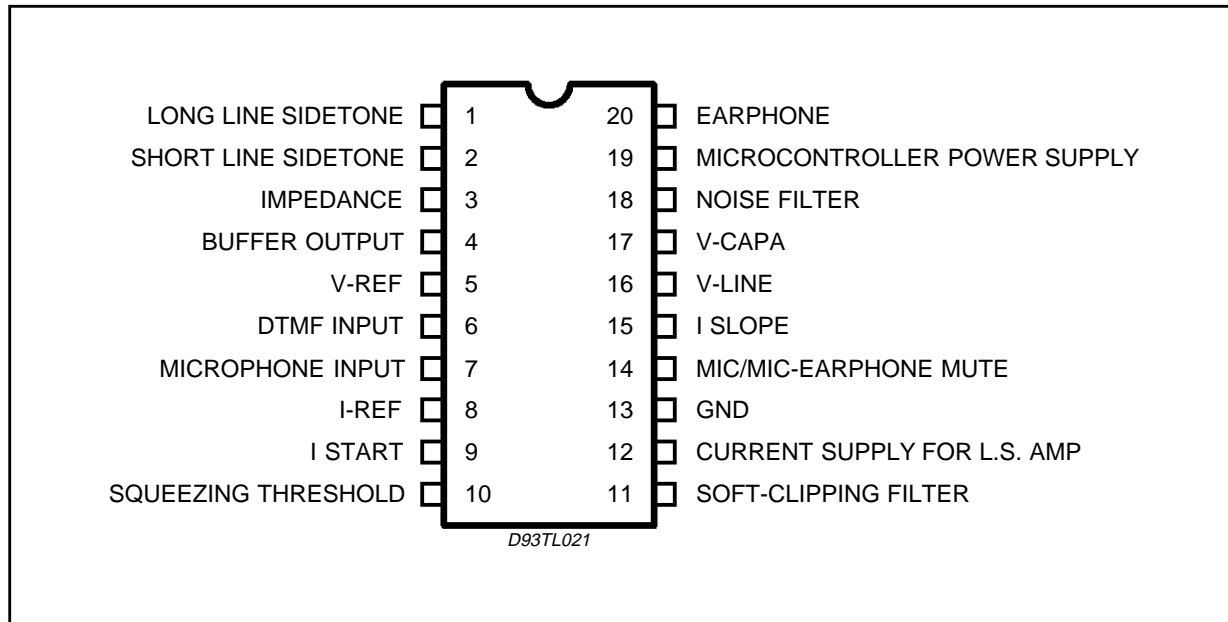 LONG LINE SIDETONE 1 20 EARPHONE
SHORT LINE SIDETONE 2 19 MICROCONTROLLER POWER SUPPLY
IMPEDANCE 3 18 NOISE FILTER
BUFFER OUTPUT 4 17 V-CAPA
V-REF 5 16 V-LINE
DTMF INPUT 6 15 I SLOPE
MICROPHONE INPUT 7 14 MIC/MIC-EARPHONE MUTE
I-REF 8 13 GND
I START 9 12 CURRENT SUPPLY FOR L.S. AMP
SQUEEZING THRESHOLD 10 11 SOFT-CLIPPING FILTER
D93TL021